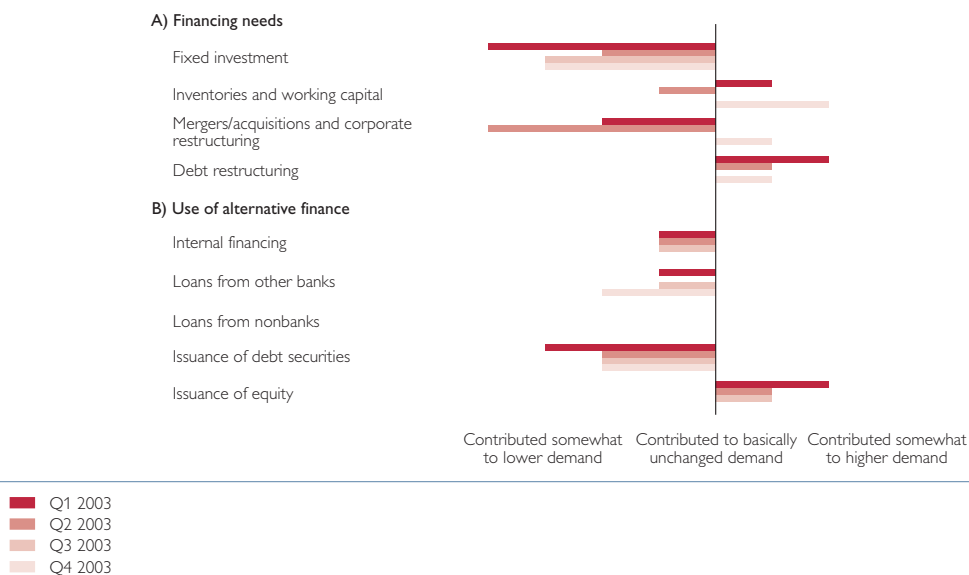 A) Financing needs
Fixed investment
Inventories and working capital
Mergers/acquisitions and corporate
restructuring
Debt restructuring
B) Use of alternative finance
Internal financing
Loans from other banks
Loans from nonbanks
Issuance of debt securities
Issuance of equity
Contributed somewhat
to lower demand
Contributed to basically
unchanged demand
Contributed somewhat
to higher demand
Q1 2003
Q2 2003
Q3 2003
Q4 2003